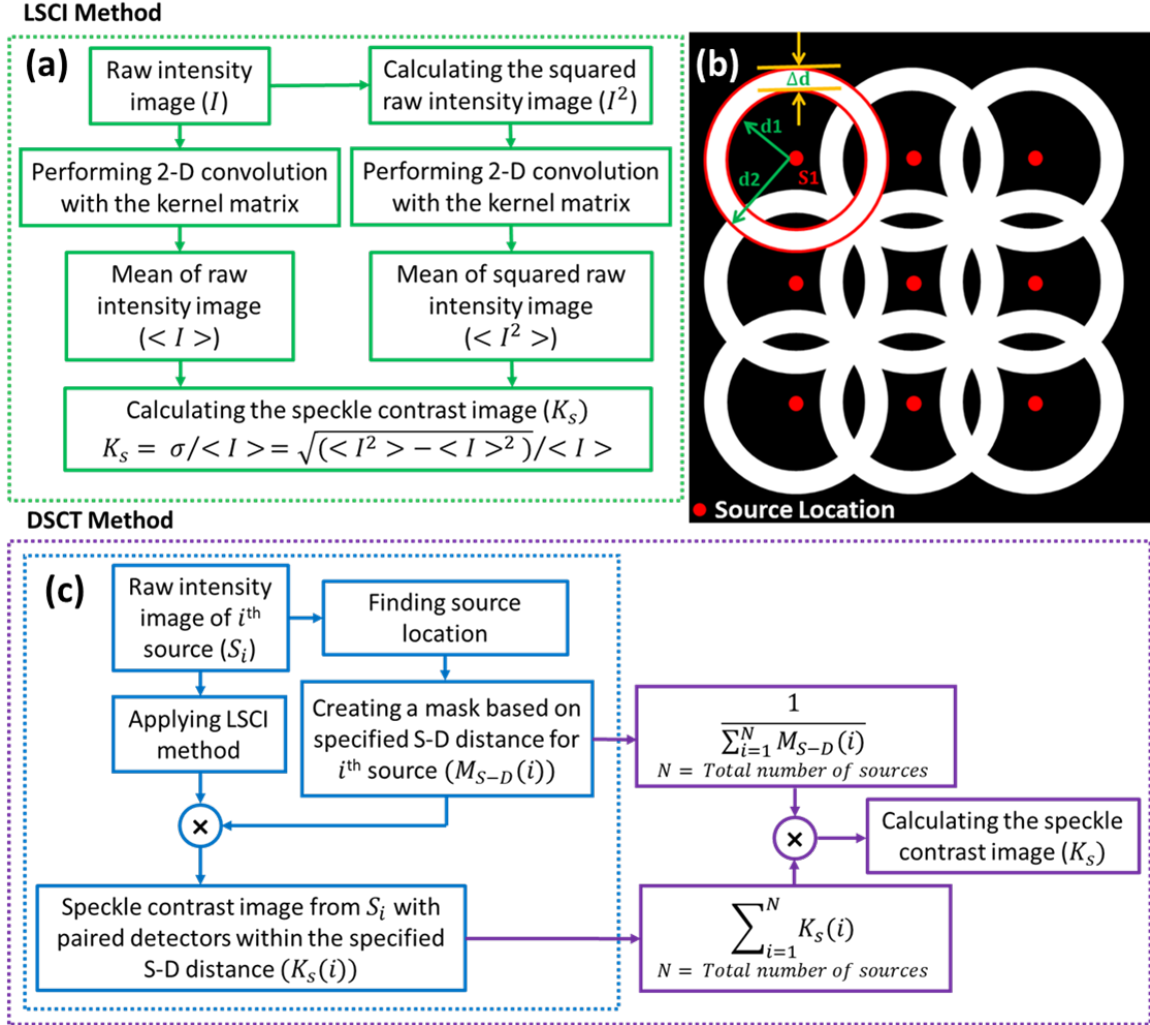 LSCI Method
(a)
Raw intensity
image (I)
Calculating the squared
raw intensity image (I²)
Performing 2-D convolution
with the kernel matrix
Performing 2-D convolution
with the kernel matrix
Mean of raw
intensity image
(< I >)
Mean of squared raw
intensity image
(< I² >)
Calculating the speckle contrast image (Kₛ)
Kₛ = σ/< I > = √(< I² > − < I >²)/< I >
(b)
Δd
d1
d2
S1
Source Location
DSCT Method
(c)
Raw intensity
image of iᵗʰ
source (Sᵢ)
Finding source
location
Applying LSCI
method
Creating a mask based on
specified S-D distance for
iᵗʰ source (M_{S−D}(i))
×
Speckle contrast image from Sᵢ with
paired detectors within the specified
S-D distance (Kₛ(i))
1
∑_{i=1}^{N} M_{S−D}(i)
N = Total number of sources
×
Calculating the speckle
contrast image (Kₛ)
∑_{i=1}^{N} Kₛ(i)
N = Total number of sources